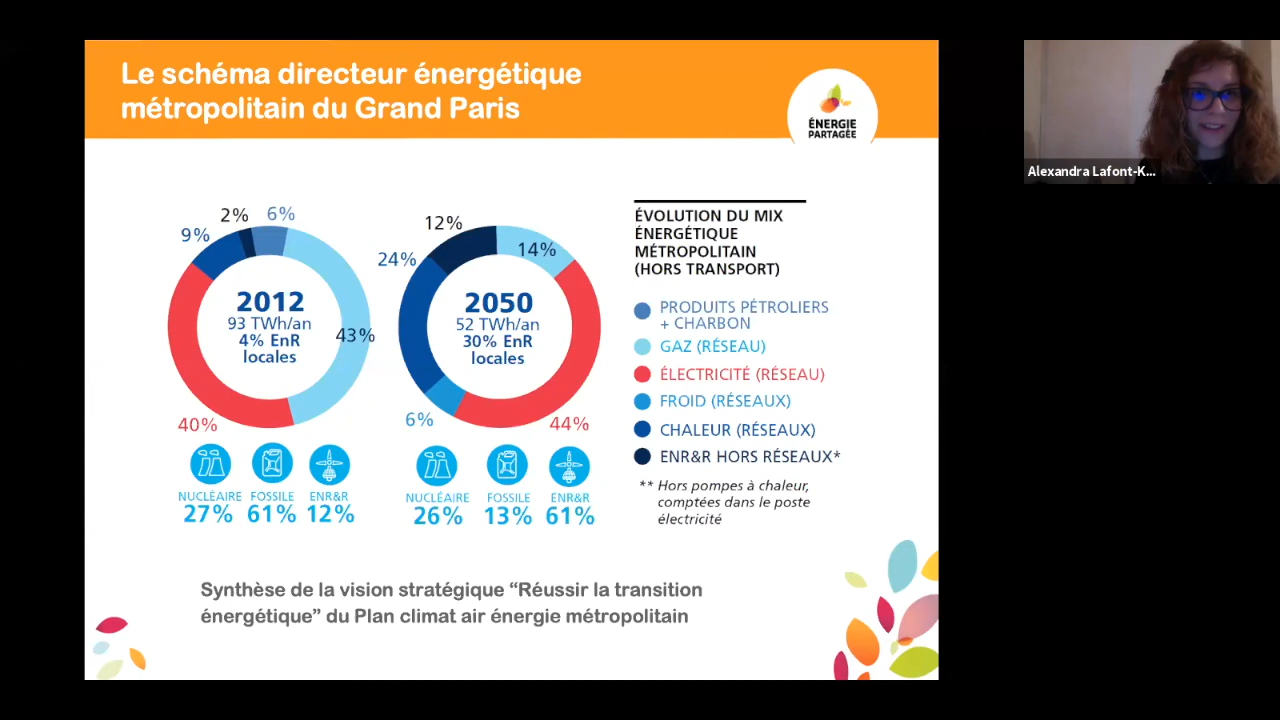 Le schéma directeur énergétique
métropolitain du Grand Paris
ÉNERGIE
PARTAGÉE
Alexandra Lafont-K...
2%
6%
9%
43%
40%
2012
93 TWh/an
4% EnR
locales
12%
14%
24%
6%
44%
2050
52 TWh/an
30% EnR
locales
NUCLÉAIRE
27%
FOSSILE
61%
ENR&R
12%
NUCLÉAIRE
26%
FOSSILE
13%
ENR&R
61%
ÉVOLUTION DU MIX
ÉNERGÉTIQUE
MÉTROPOLITAIN
(HORS TRANSPORT)
PRODUITS PÉTROLIERS
+ CHARBON
GAZ (RÉSEAU)
ÉLECTRICITÉ (RÉSEAU)
FROID (RÉSEAUX)
CHALEUR (RÉSEAUX)
ENR&R HORS RÉSEAUX*
** Hors pompes à chaleur,
comptées dans le poste
électricité
Synthèse de la vision stratégique “Réussir la transition
énergétique” du Plan climat air énergie métropolitain